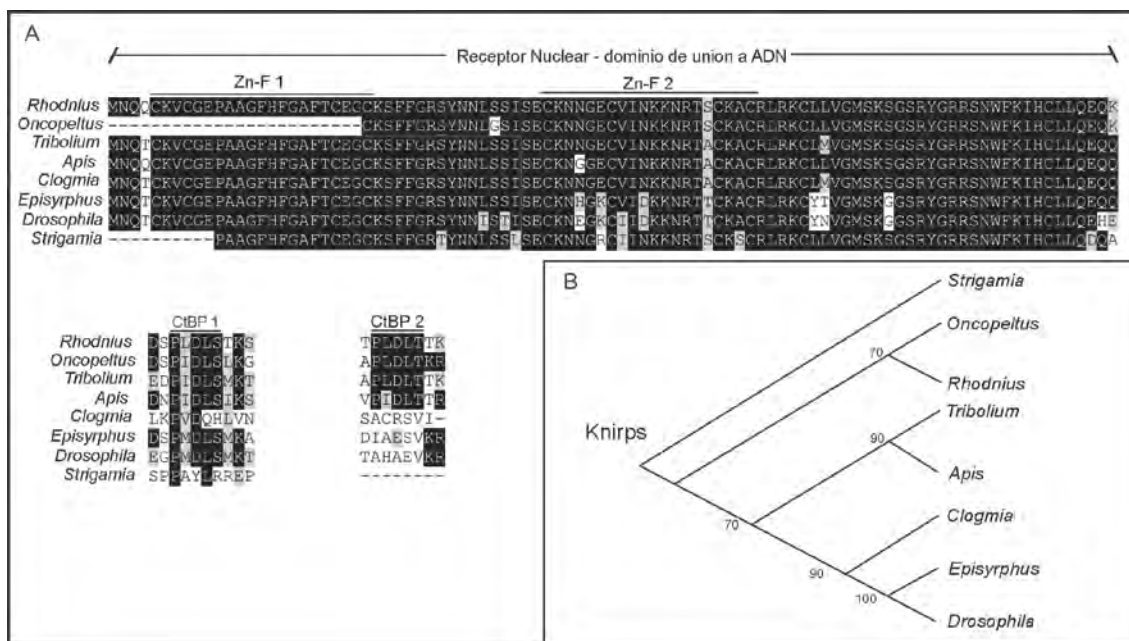 A
Receptor Nuclear - dominio de union a ADN
Zn-F 1 Zn-F 2
Rhodnius MNQQCKVCGEPAAGFHFGAFTCEGCKSFFGRSYNNLSSISECKNNGECVINKKNRTSCKACRLRKCLLVGMSKSGSRYGRRSNWFKIHCLLQEQK
Oncopeltus ------------------------CKSFFGRSYNNLGSISECKNNGECVINKKNRTSCKACRLRKCLLVGMSKSGSRYGRRSNWFKIHCLLQEQK
Tribolium MNQTCKVCGEPAAGFHFGAFTCEGCKSFFGRSYNNLSSISECKNNGECVINKKNRTACKACRLRKCLMVGMSKSGSRYGRRSNWFKIHCLLQEQQ
Apis MNQQCKVCGEPAAGFHFGAFTCEGCKSFFGRSYNNLSSISECKNGGECVINKKNRTACKACRLRKCLLVGMSKSGSRYGRRSNWFKIHCLLQEQQ
Clogmia MNQTCKVCGEPAAGFHFGAFTCEGCKSFFGRSYNNLSSISECKNNGECVINKKNRTACKACRLRKCLMVGMSKSGSRYGRRSNWFKIHCLLQEQQ
Episyrphus MNQTCKVCGEPAAGFHFGAFTCEGCKSFFGRSYNNLSSISECKNHGKCVIDKKNRTTCKACRLRKCYTVGMSKGGSRYGRRSNWFKIHCLLQEQQ
Drosophila MNQTCKVCGEPAAGFHFGAFTCEGCKSFFGRSYNNISTISECKNEGKCIIDKKNRTTCKACRLRKCYNVGMSKGGSRYGRRSNWFKIHCLLQEHE
Strigamia ----------PAAGFHFGAFTCEGCKSFFGRTYNNLSSLSECKNNGRCIINKKNRTSCKSCRLRKCLLVGMSKSGSRYGRRSNWFKIHCLLQDQA
CtBP 1 CtBP 2
Rhodnius DSPLDLSTKS TPLDLTTK
Oncopeltus DSPIDLSLKG APLDLTKR
Tribolium EDPIDLSMKT APLDLTTK
Apis DNPIDLSIKS VPIDLTTR
Clogmia LKPVDQHLVN SACRSVI-
Episyrphus DSPMDLSMKA DIAESVKR
Drosophila EGPMDLSMKT TAHAEVKR
Strigamia SPPAYLRREP --------
B
Strigamia
Oncopeltus
70
Rhodnius
Tribolium
Knirps
90
Apis
Clogmia
70
90
Episyrphus
100
Drosophila